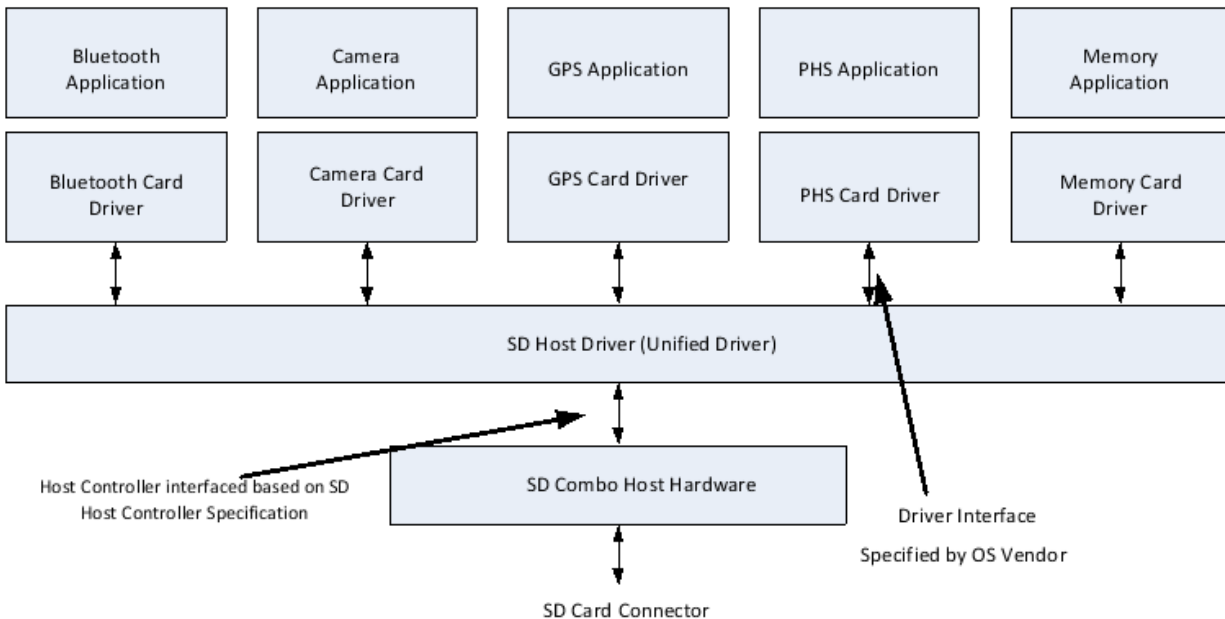 Bluetooth
Application
Camera
Application
GPS Application
PHS Application
Memory
Application
Bluetooth Card
Driver
Camera Card
Driver
GPS Card Driver
PHS Card Driver
Memory Card
Driver
SD Host Driver (Unified Driver)
Host Controller interfaced based on SD
Host Controller Specification
SD Combo Host Hardware
Driver Interface
Specified by OS Vendor
SD Card Connector